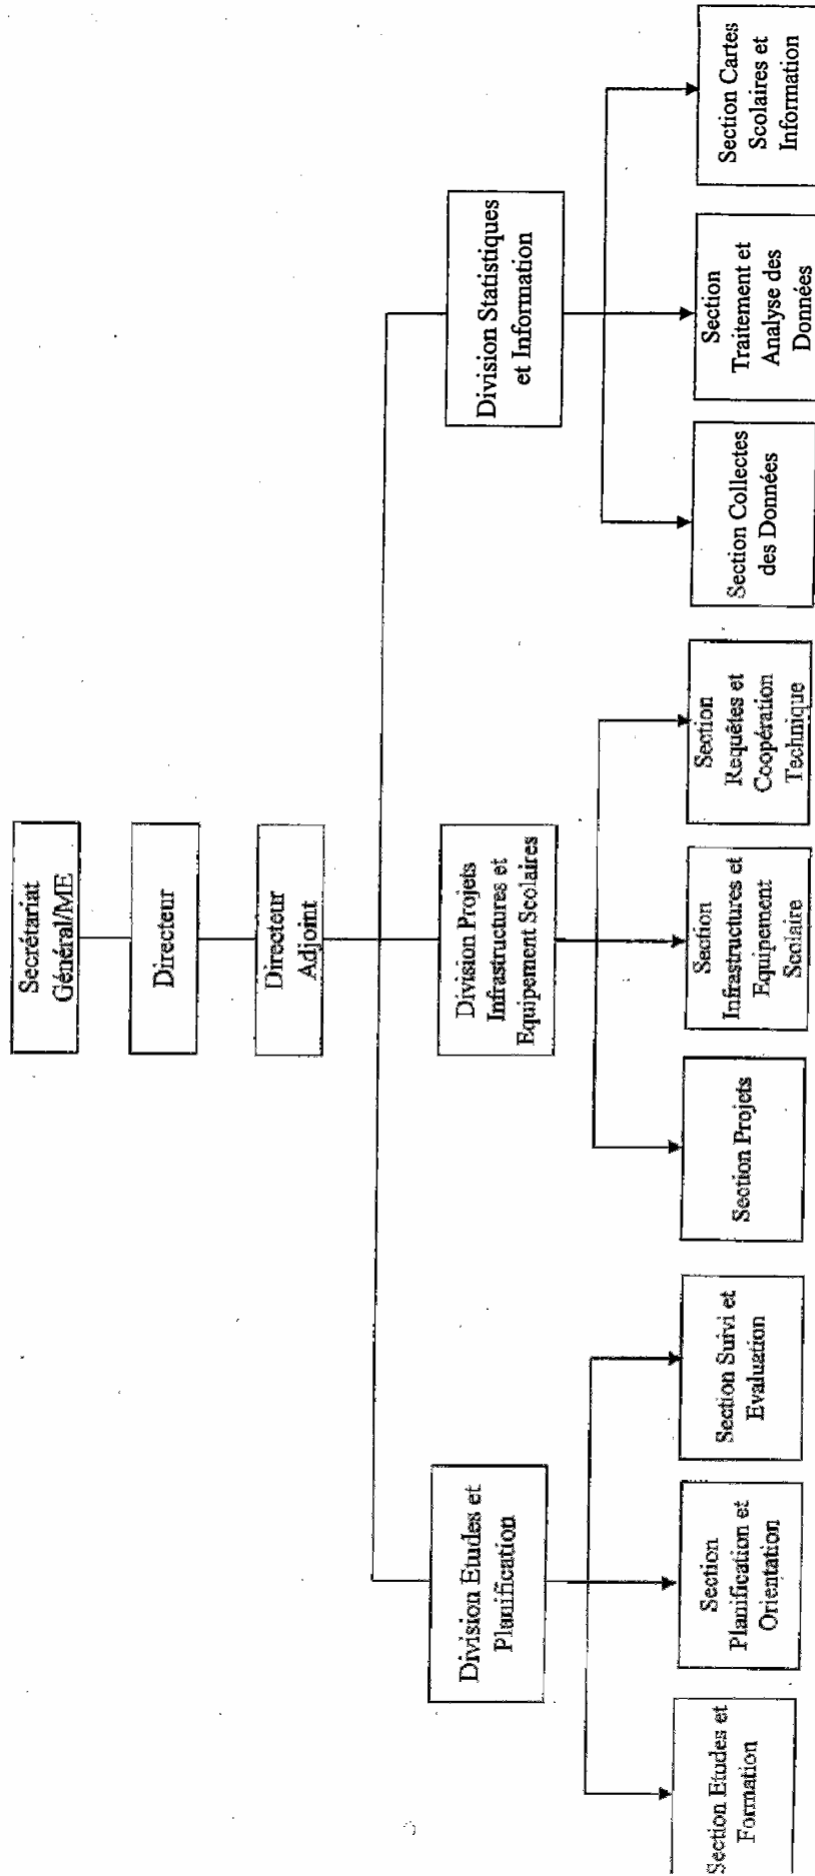 Secrétariat
Général/ME
Directeur
Directeur
Adjoint
Division Etudes et
Planification
Division Projets
Infrastructures et
Equipement Scolaires
Division Statistiques
et Information
Section Etudes et
Formation
Section
Planification et
Orientation
Section Suivi et
Evaluation
Section Projets
Section
Infrastructures et
Equipement
Scolaire
Section
Requêtes et
Coopération
Technique
Section Collectes
des Données
Section
Traitement et
Analyse des
Données
Section Cartes
Scolaires et
Information